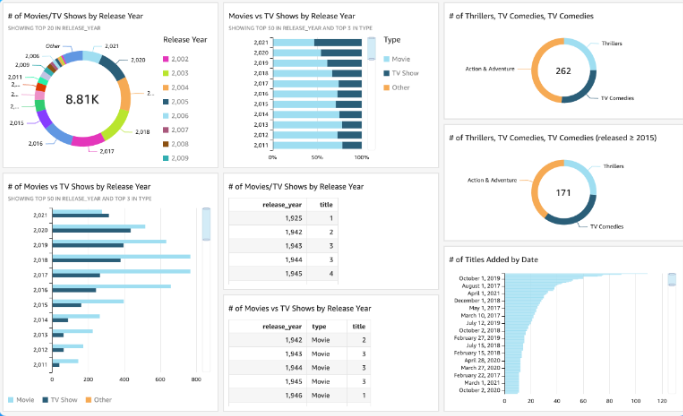 # of Movies/TV Shows by Release Year
SHOWING TOP 20 IN RELEASE_YEAR
Other
2,021
2,006
2,020
2,009
2,011
2...
2...
2,015
2,018
2,016
2,017
8.81K
Release Year
2,002
2,003
2,004
2,005
2,006
2,007
2,008
2,009
Movies vs TV Shows by Release Year
SHOWING TOP 30 IN RELEASE_YEAR AND TOP 2 IN TYPE
2,021
2,020
2,019
2,018
2,017
2,016
2,015
2,014
2,013
2,012
2,011
0%
50%
100%
Type
Movie
TV Show
Other
# of Thrillers, TV Comedies, TV Comedies
Thrillers
Action & Adventure
262
TV Comedies
# of Thrillers, TV Comedies, TV Comedies (released ≥ 2015)
Thrillers
Action & Adventure
171
TV Comedies
# of Movies vs TV Shows by Release Year
SHOWING TOP 50 IN RELEASE_YEAR AND TOP 3 IN TYPE
2,021
2,020
2,019
2,018
2,017
2,016
2,015
2,014
2,013
2,012
2,011
0
200
400
600
800
Movie
TV Show
Other
# of Movies/TV Shows by Release Year
release_year title
1,925 1
1,942 2
1,943 3
1,944 3
1,945 4
# of Movies vs TV Shows by Release Year
release_year type title
1,942 Movie 2
1,943 Movie 3
1,944 Movie 3
1,945 Movie 3
1,946 Movie 1
# of Titles Added by Date
October 1, 2019
August 1, 2017
April 1, 2021
December 1, 2018
May 1, 2017
March 10, 2017
July 12, 2019
October 2, 2018
February 27, 2019
July 15, 2018
February 15, 2018
April 28, 2020
March 27, 2020
February 22, 2017
March 1, 2021
October 2, 2020
0
20
40
60
80
100
120